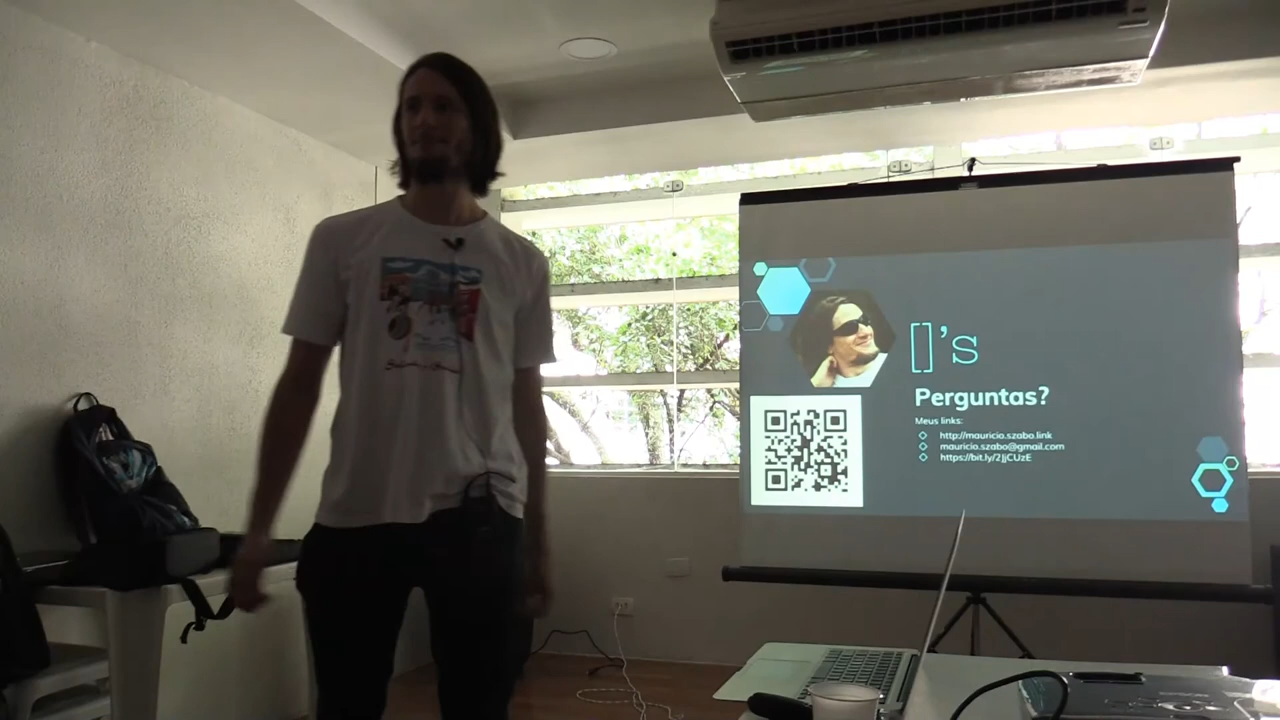 []'s
Perguntas?
Meus links:
http://mauricio.szabo.link
mauricio.szabo@gmail.com
https://bit.ly/2JjCUzE